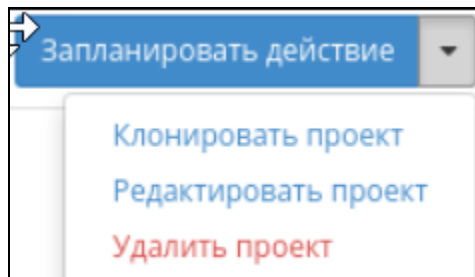 Запланировать действие
Клонировать проект
Редактировать проект
Удалить проект